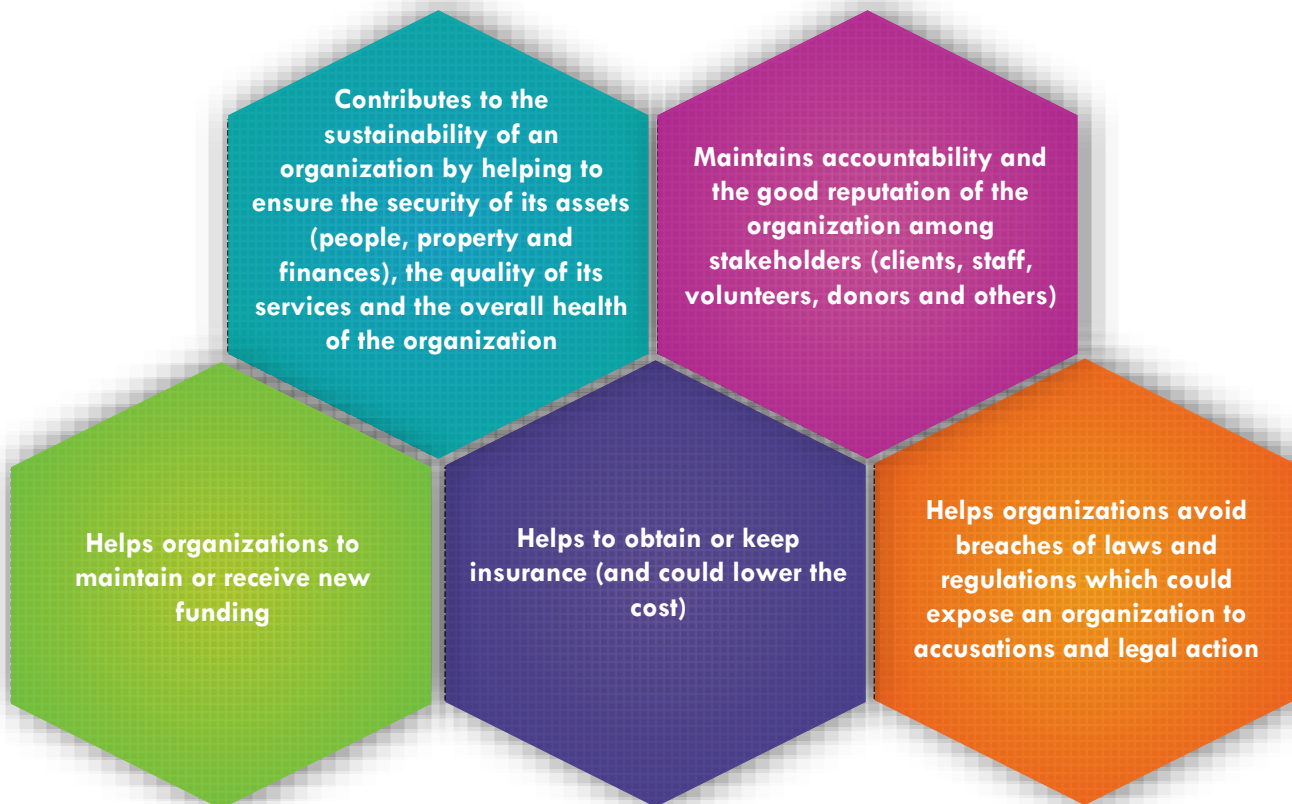 Contributes to the
sustainability of an
organization by helping to
ensure the security of its assets
(people, property and
finances), the quality of its
services and the overall health
of the organization
Maintains accountability and
the good reputation of the
organization among
stakeholders (clients, staff,
volunteers, donors and others)
Helps organizations to
maintain or receive new
funding
Helps to obtain or keep
insurance (and could lower the
cost)
Helps organizations avoid
breaches of laws and
regulations which could
expose an organization to
accusations and legal action